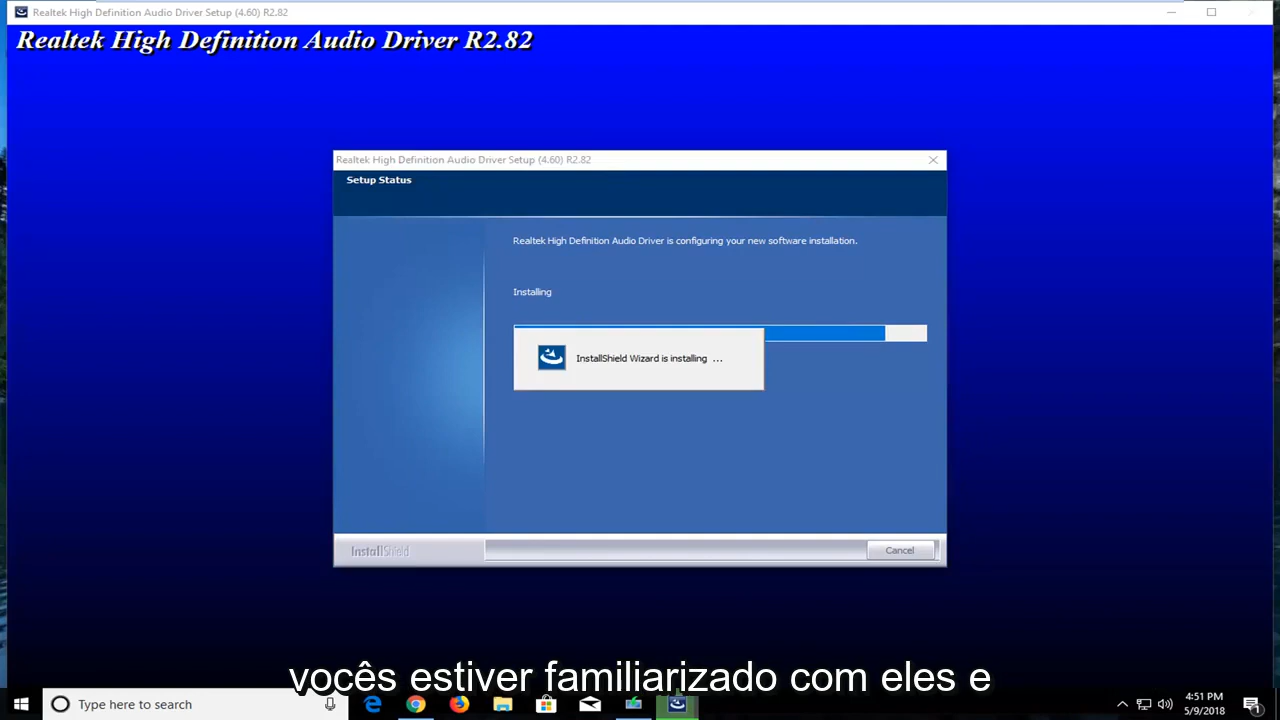 Realtek High Definition Audio Driver Setup (4.60) R2.82
Realtek High Definition Audio Driver R2.82
Realtek High Definition Audio Driver Setup (4.60) R2.82
Setup Status
Realtek High Definition Audio Driver is configuring your new software installation.
Installing
InstallShield Wizard is installing ...
InstallShield
Cancel
vocês estiver familiarizado com eles e
Type here to search
4:51 PM
5/9/2018
1